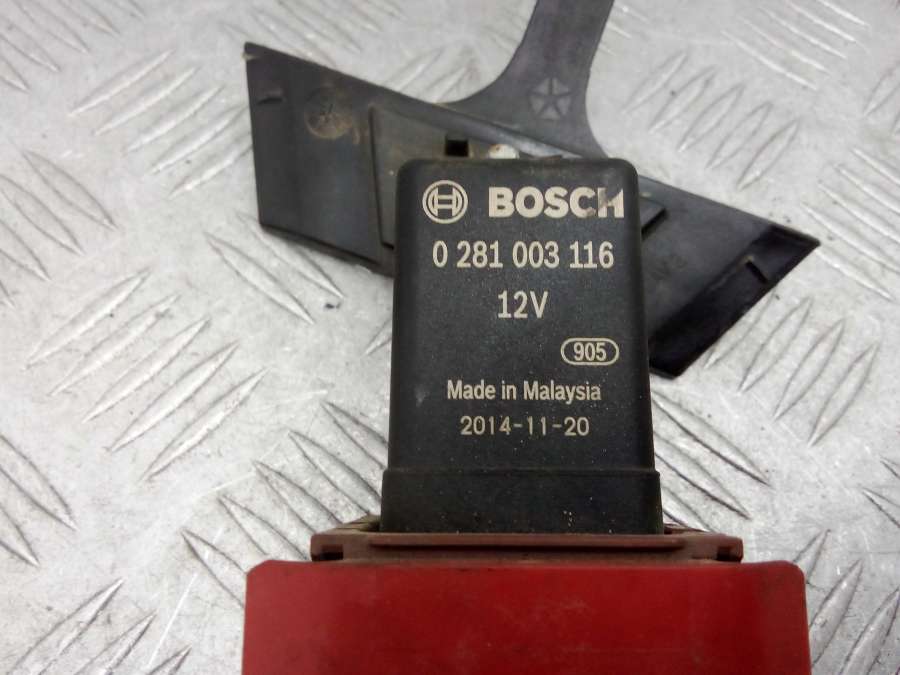 BOSCH
0 281 003 116
12V
905
Made in Malaysia
2014-11-20